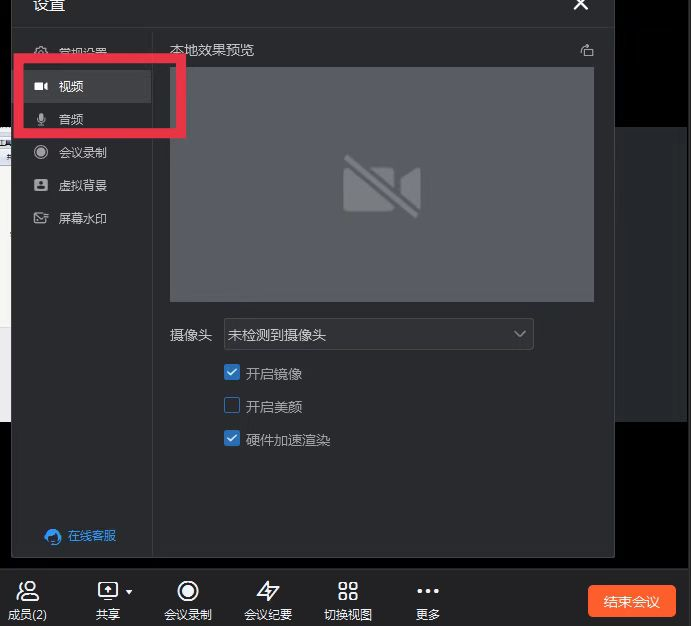 设置
常规设置
本地效果预览
视频
音频
会议录制
虚拟背景
屏幕水印
摄像头
未检测到摄像头
开启镜像
开启美颜
硬件加速渲染
在线客服
成员(2)
共享
会议录制
会议纪要
切换视图
更多
结束会议